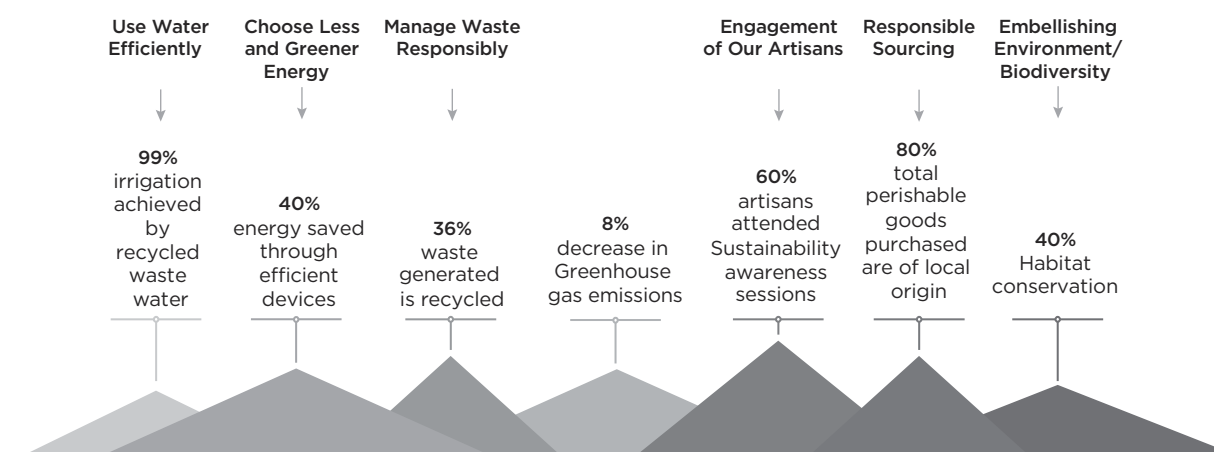 Use Water
Efficiently
Choose Less
and Greener
Energy
Manage Waste
Responsibly
Engagement
of Our Artisans
Responsible
Sourcing
Embellishing
Environment/
Biodiversity
99%
irrigation
achieved
by
recycled
waste
water
40%
energy saved
through
efficient
devices
36%
waste
generated
is recycled
8%
decrease in
Greenhouse
gas emissions
60%
artisans
attended
Sustainability
awareness
sessions
80%
total
perishable
goods
purchased
are of local
origin
40%
Habitat
conservation